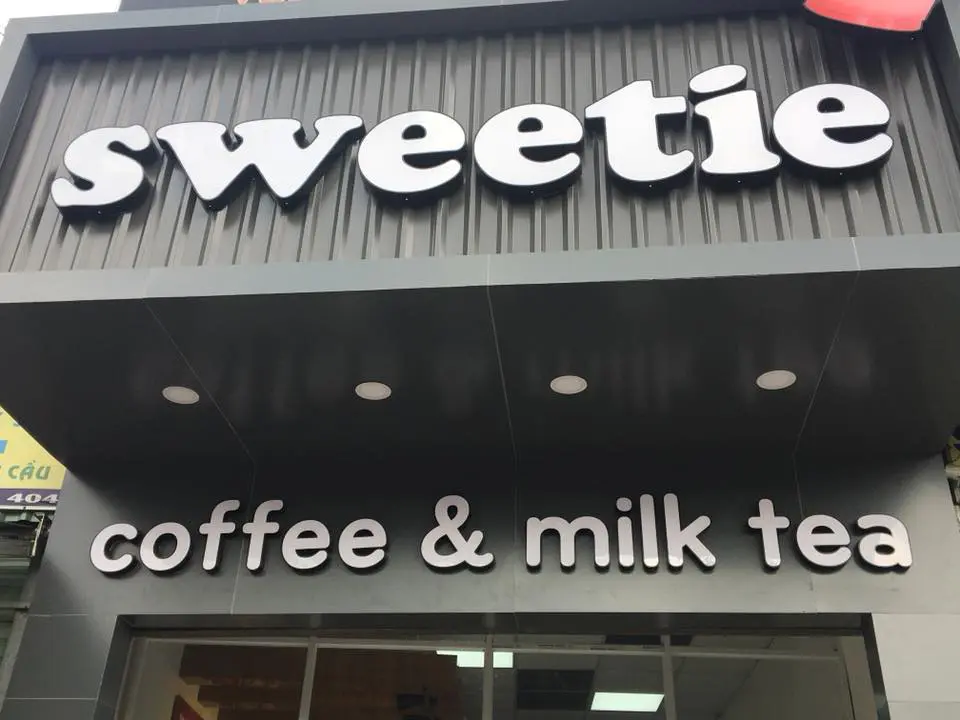 sweetie
CẦU
404
coffee & milk tea